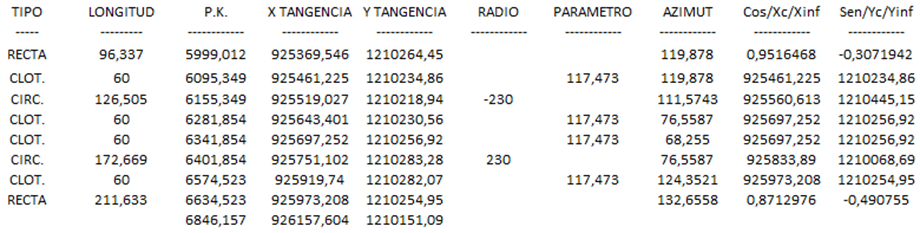 TIPO LONGITUD P.K. X TANGENCIA Y TANGENCIA RADIO PARAMETRO AZIMUT Cos/Xc/Xinf Sen/Yc/Yinf
----- --------- ------------ ------------ ------------ ------------ ------------ --------- ------------ ------------
RECTA 96,337 5999,012 925369,546 1210264,45 119,878 0,9516468 -0,3071942
CLOT. 60 6095,349 925461,225 1210234,86 117,473 119,878 925461,225 1210234,86
CIRC. 126,505 6155,349 925519,027 1210218,94 -230 111,5743 925560,613 1210445,15
CLOT. 60 6281,854 925643,401 1210230,56 117,473 76,5587 925697,252 1210256,92
CLOT. 60 6341,854 925697,252 1210256,92 117,473 68,255 925697,252 1210256,92
CIRC. 172,669 6401,854 925751,102 1210283,28 230 76,5587 925833,89 1210068,69
CLOT. 60 6574,523 925919,74 1210282,07 117,473 124,3521 925973,208 1210254,95
RECTA 211,633 6634,523 925973,208 1210254,95 132,6558 0,8712976 -0,490755
6846,157 926157,604 1210151,09